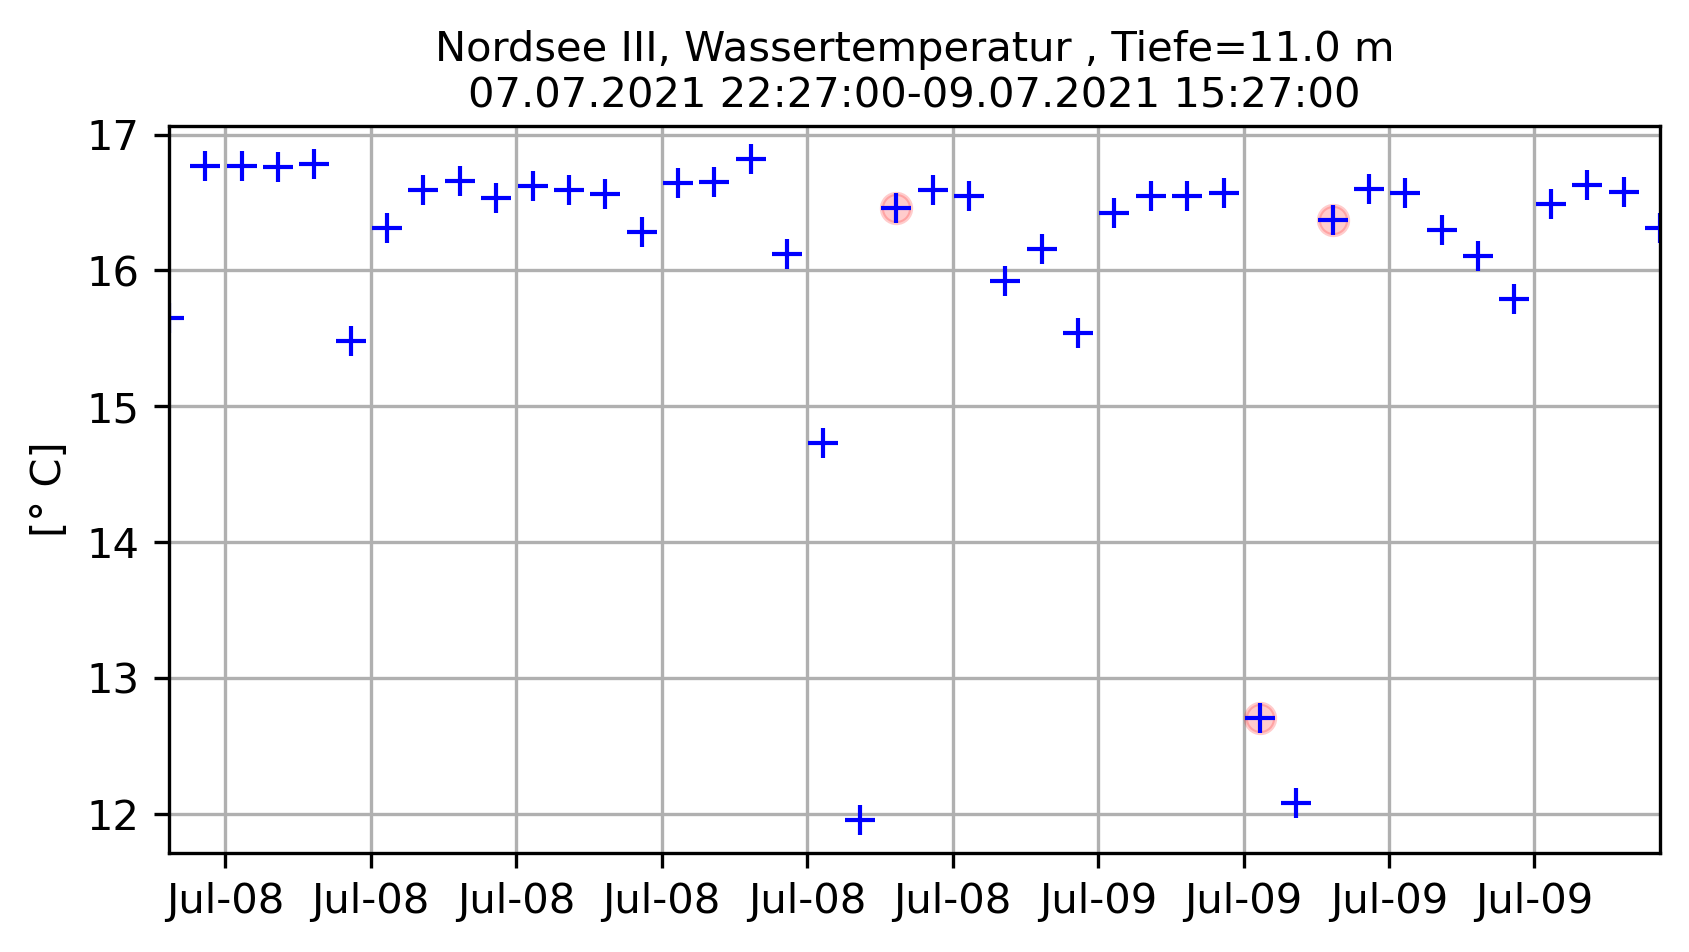 Nordsee III, Wassertemperatur , Tiefe=11.0 m
07.07.2021 22:27:00-09.07.2021 15:27:00
17
16
15
14
13
12
[° C]
Jul-08 Jul-08 Jul-08 Jul-08 Jul-08 Jul-08 Jul-09 Jul-09 Jul-09 Jul-09